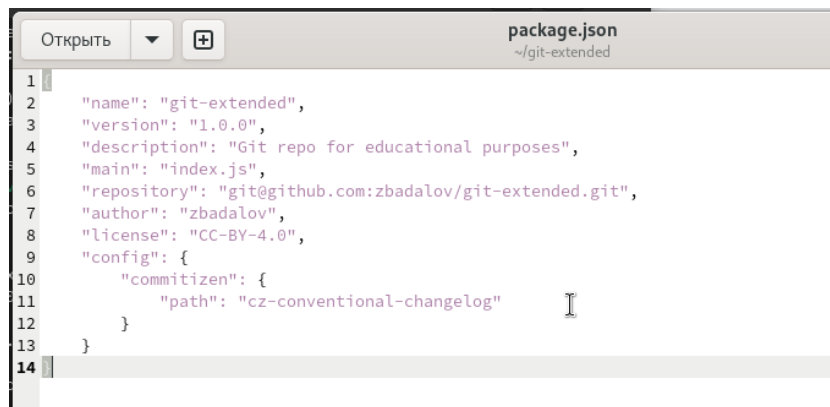 Открыть
package.json
~/git-extended
1 {
2 "name": "git-extended",
3 "version": "1.0.0",
4 "description": "Git repo for educational purposes",
5 "main": "index.js",
6 "repository": "git@github.com:zbadalov/git-extended.git",
7 "author": "zbadalov",
8 "license": "CC-BY-4.0",
9 "config": {
10 "commitizen": {
11 "path": "cz-conventional-changelog"
12 }
13 }
14 }